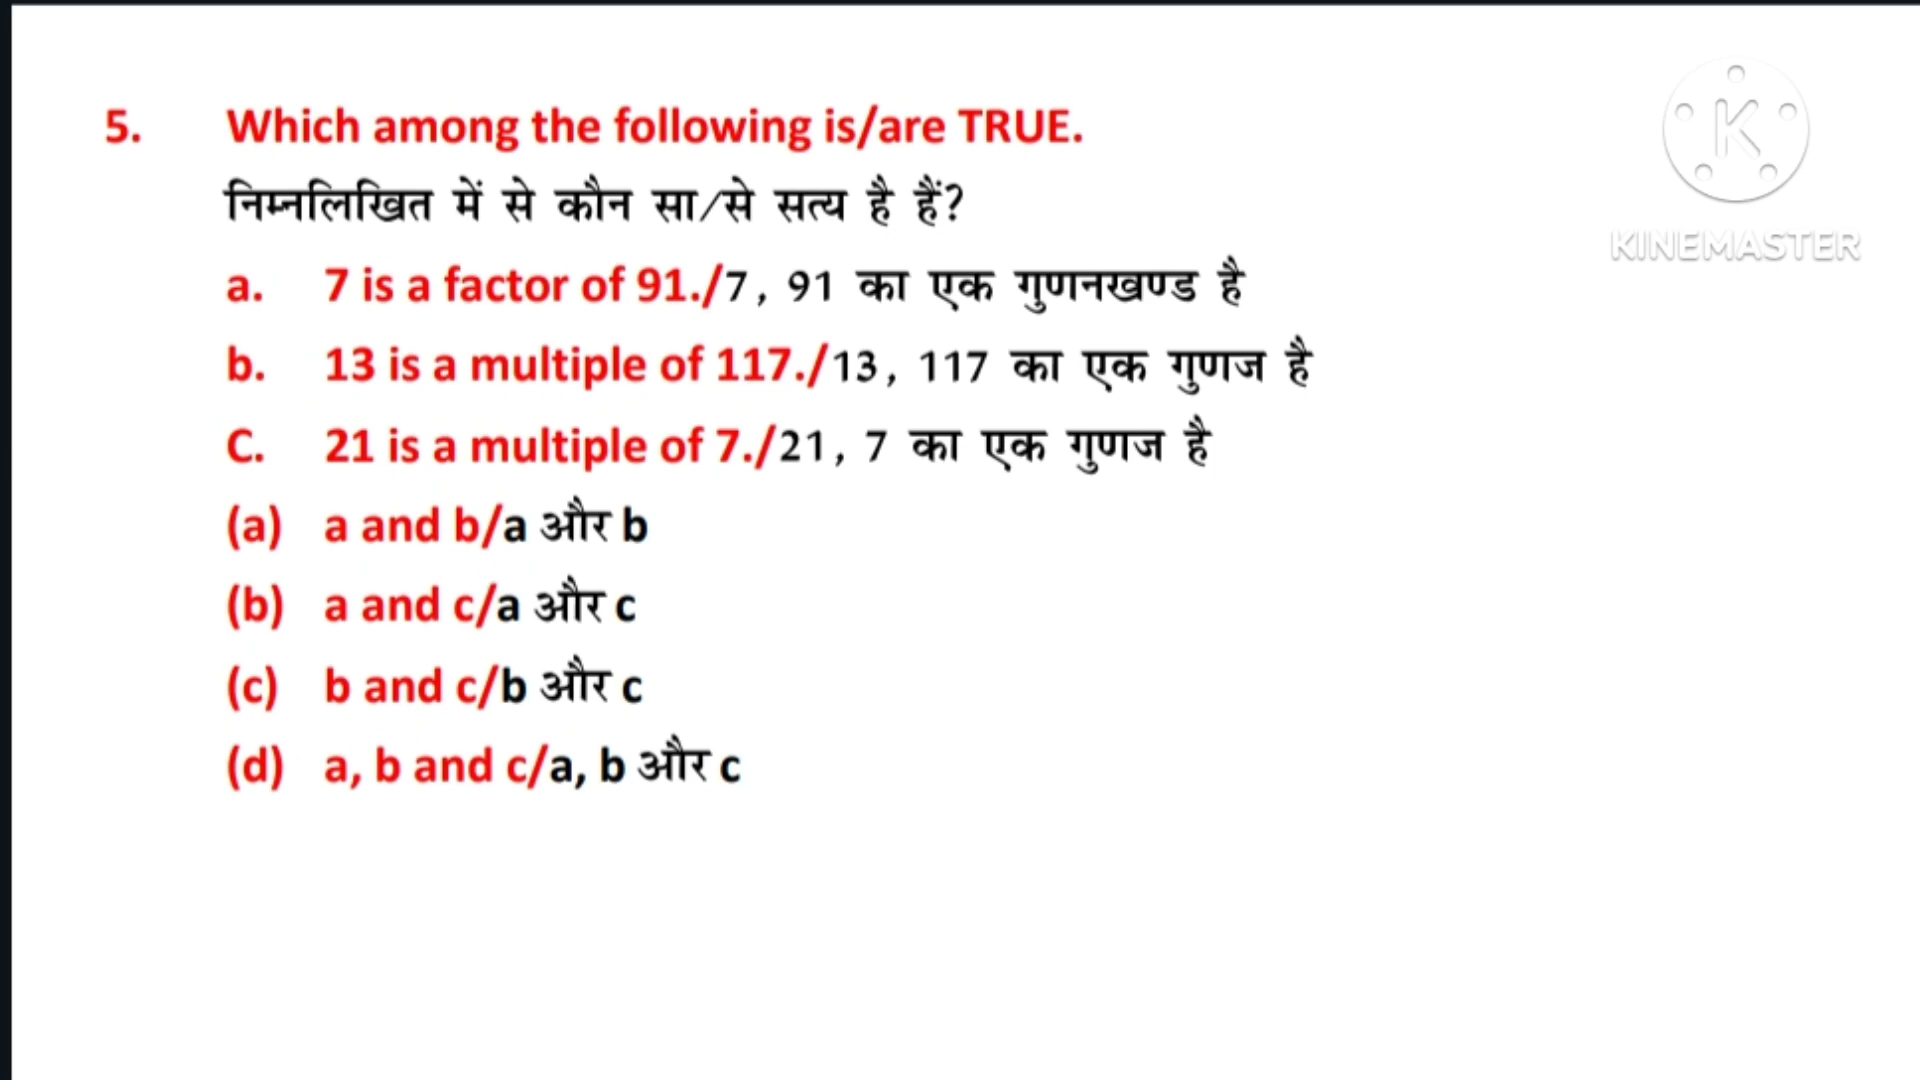 5. Which among the following is/are TRUE.
निम्नलिखित में से कौन सा/से सत्य है हैं?
a. 7 is a factor of 91./7, 91 का एक गुणनखण्ड है
b. 13 is a multiple of 117./13, 117 का एक गुणज है
C. 21 is a multiple of 7./21, 7 का एक गुणज है
(a) a and b/a और b
(b) a and c/a और c
(c) b and c/b और c
(d) a, b and c/a, b और c
K
KINEMASTER